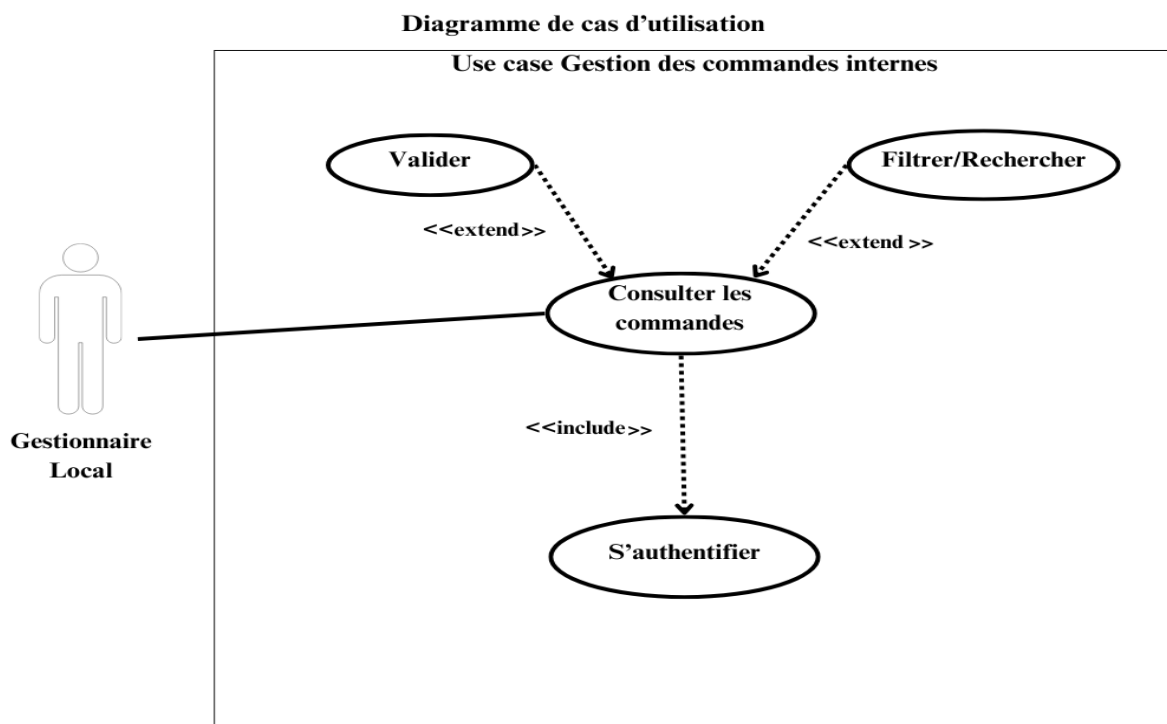 Diagramme de cas d'utilisation
Use case Gestion des commandes internes
Valider
Filtrer/Rechercher
<<extend>>
<<extend >>
Consulter les
commandes
Gestionnaire
Local
<<include>>
S'authentifier